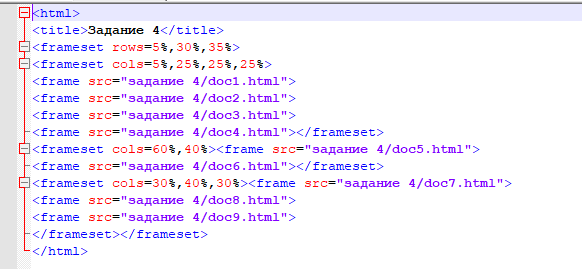 <html>
<title>Задание 4</title>
<frameset rows=5%,30%,35%>
<frameset cols=5%,25%,25%,25%>
<frame src="задание 4/doc1.html">
<frame src="задание 4/doc2.html">
<frame src="задание 4/doc3.html">
<frame src="задание 4/doc4.html"></frameset>
<frameset cols=60%,40%><frame src="задание 4/doc5.html">
<frame src="задание 4/doc6.html"></frameset>
<frameset cols=30%,40%,30%><frame src="задание 4/doc7.html">
<frame src="задание 4/doc8.html">
<frame src="задание 4/doc9.html">
</frameset></frameset>
</html>